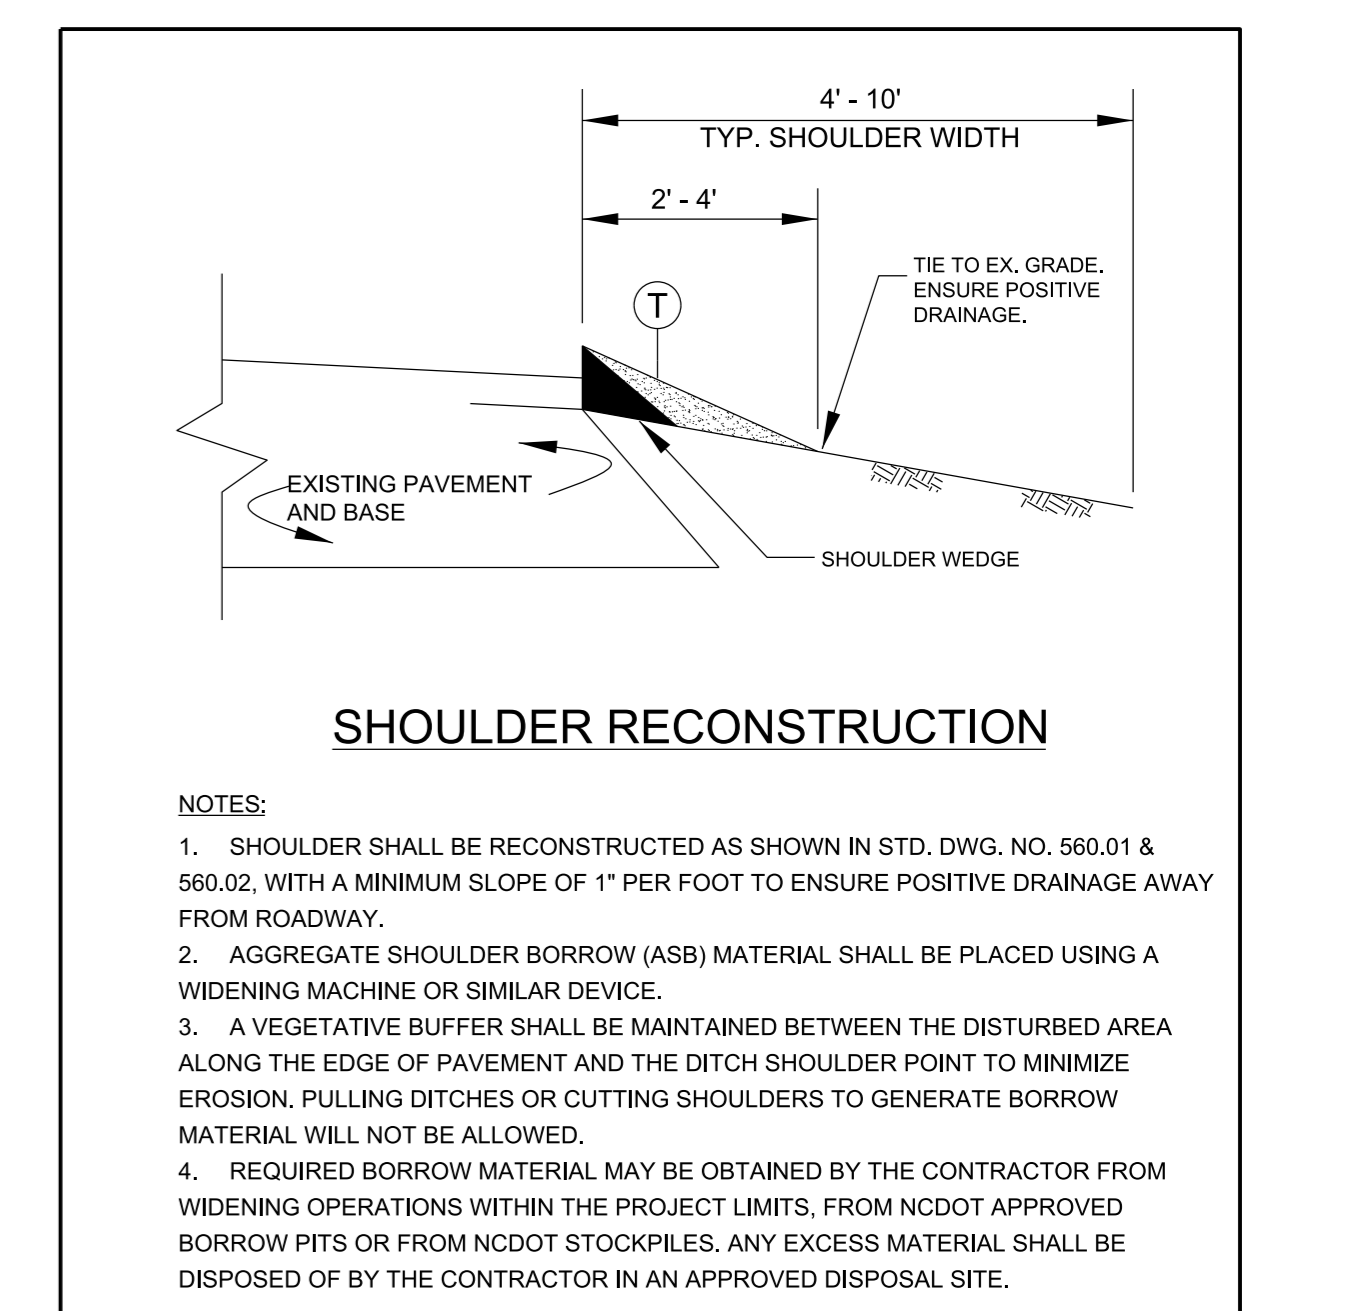 4' - 10'
TYP. SHOULDER WIDTH
2' - 4'
TIE TO EX. GRADE.
ENSURE POSITIVE
DRAINAGE.
T
EXISTING PAVEMENT
AND BASE
SHOULDER WEDGE
SHOULDER RECONSTRUCTION
NOTES:
1. SHOULDER SHALL BE RECONSTRUCTED AS SHOWN IN STD. DWG. NO. 560.01 &
560.02, WITH A MINIMUM SLOPE OF 1" PER FOOT TO ENSURE POSITIVE DRAINAGE AWAY
FROM ROADWAY.
2. AGGREGATE SHOULDER BORROW (ASB) MATERIAL SHALL BE PLACED USING A
WIDENING MACHINE OR SIMILAR DEVICE.
3. A VEGETATIVE BUFFER SHALL BE MAINTAINED BETWEEN THE DISTURBED AREA
ALONG THE EDGE OF PAVEMENT AND THE DITCH SHOULDER POINT TO MINIMIZE
EROSION. PULLING DITCHES OR CUTTING SHOULDERS TO GENERATE BORROW
MATERIAL WILL NOT BE ALLOWED.
4. REQUIRED BORROW MATERIAL MAY BE OBTAINED BY THE CONTRACTOR FROM
WIDENING OPERATIONS WITHIN THE PROJECT LIMITS, FROM NCDOT APPROVED
BORROW PITS OR FROM NCDOT STOCKPILES. ANY EXCESS MATERIAL SHALL BE
DISPOSED OF BY THE CONTRACTOR IN AN APPROVED DISPOSAL SITE.